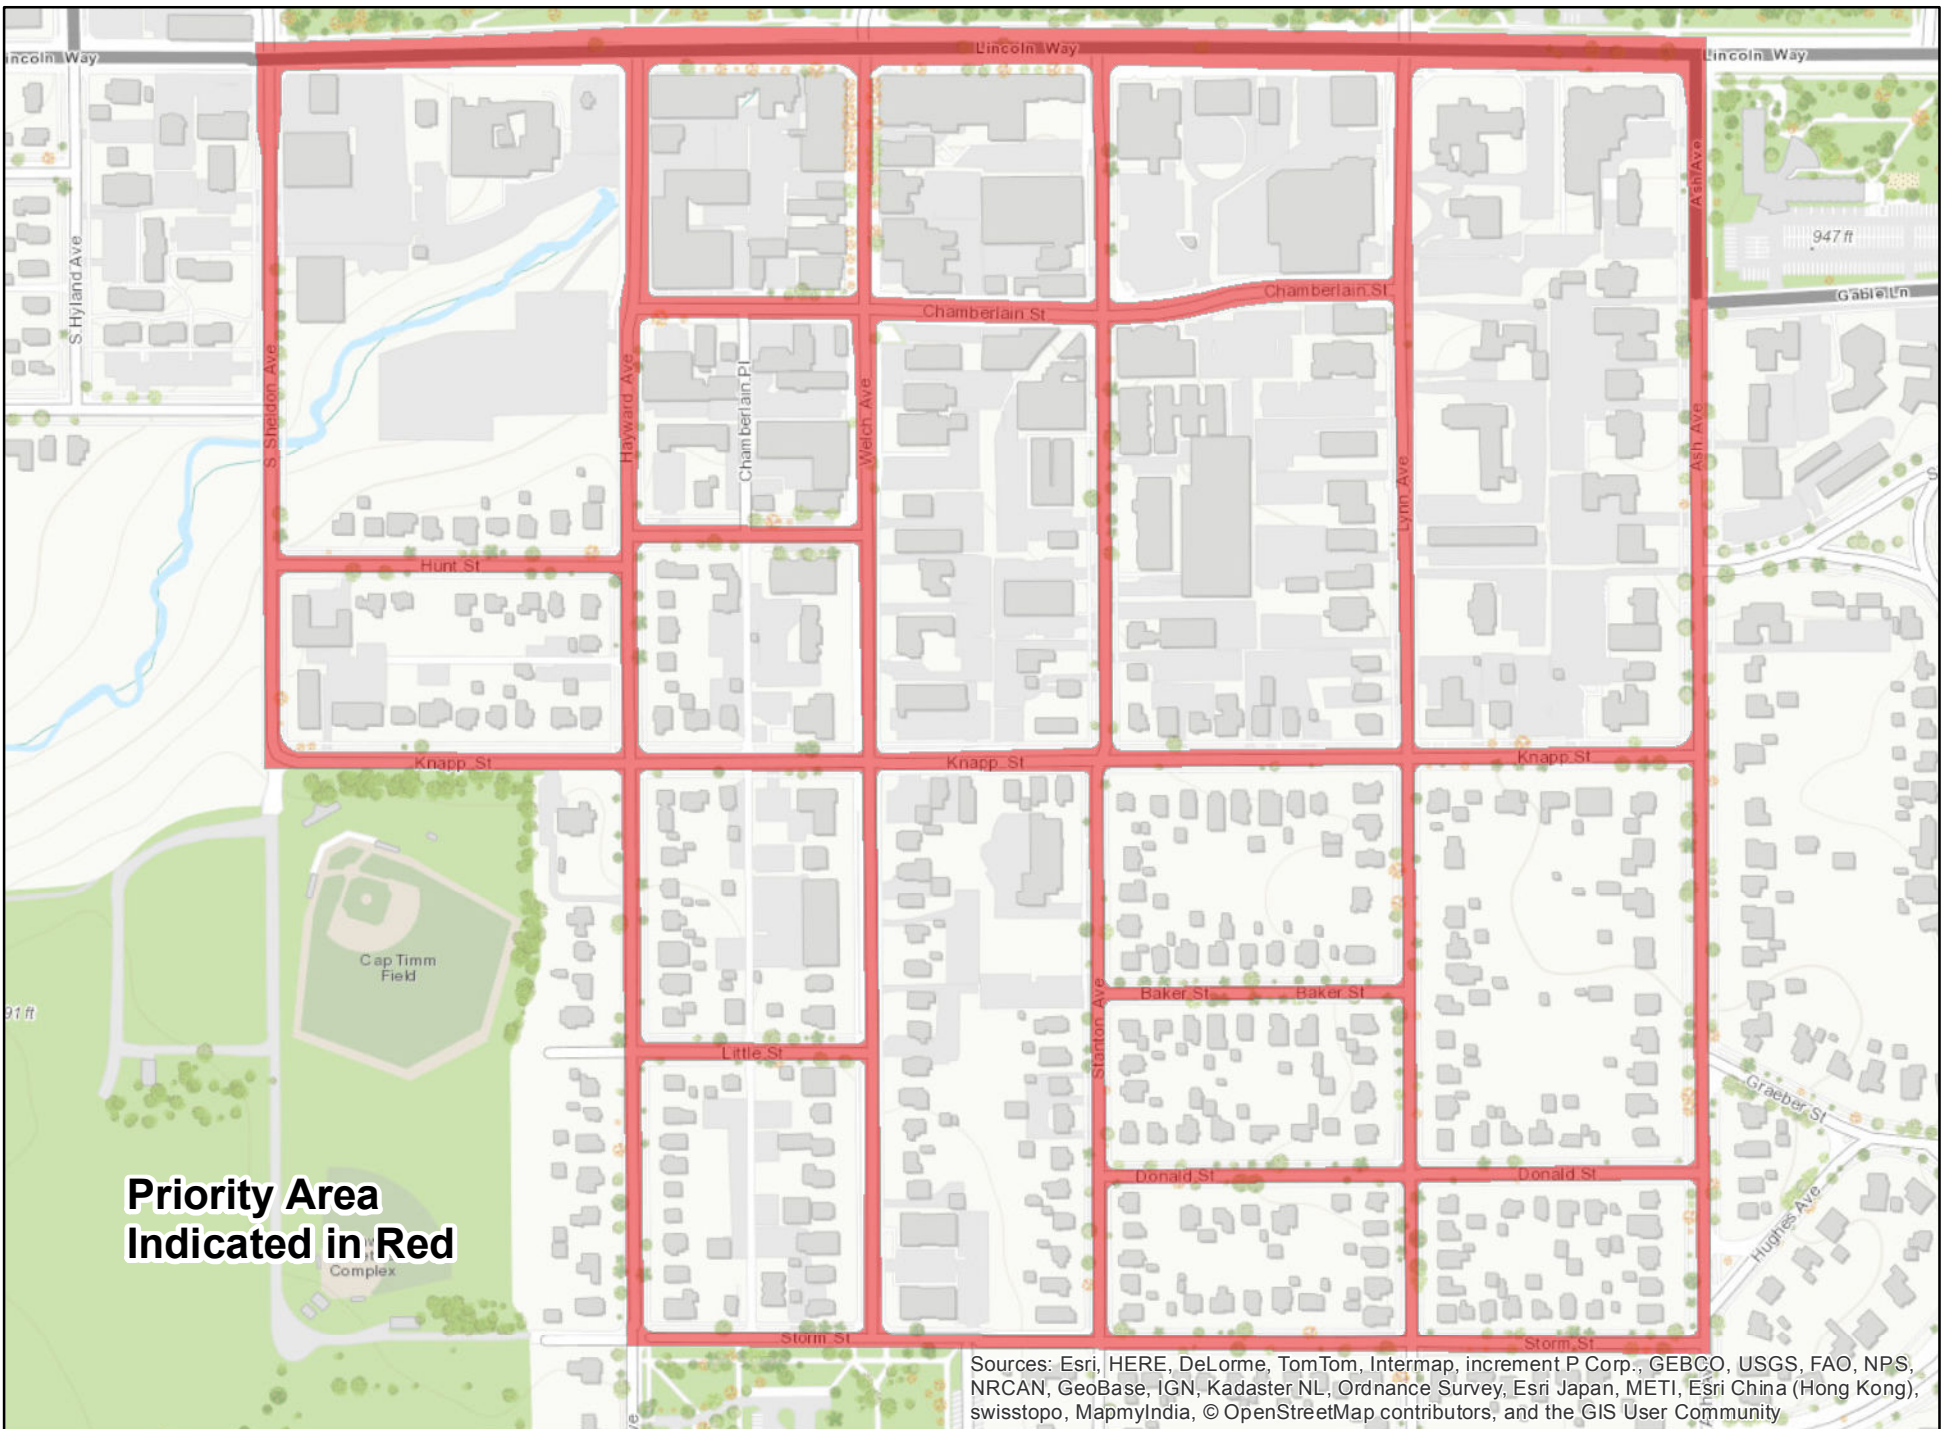 incoln Way
Lincoln Way
Lincoln Way
Ash Ave
S Hyland Ave
947 ft
Gable Ln
Chamberlain St
Chamberlain St
S Sheldon Ave
Hayward Ave
Chamberlain Pl
Welch Ave
Lynn Ave
Ash Ave
Hunt St
Knapp St
Knapp St
Knapp St
Cap Timm
Field
91 ft
Baker St
Baker St
Stanton Ave
Little St
Graeber St
Donald St
Donald St
Hughes Ave
Priority Area
Indicated in Red
Complex
Storm St
Storm St
Sources: Esri, HERE, DeLorme, TomTom, Intermap, increment P Corp., GEBCO, USGS, FAO, NPS,
NRCAN, GeoBase, IGN, Kadaster NL, Ordnance Survey, Esri Japan, METI, Esri China (Hong Kong),
swisstopo, MapmyIndia, © OpenStreetMap contributors, and the GIS User Community